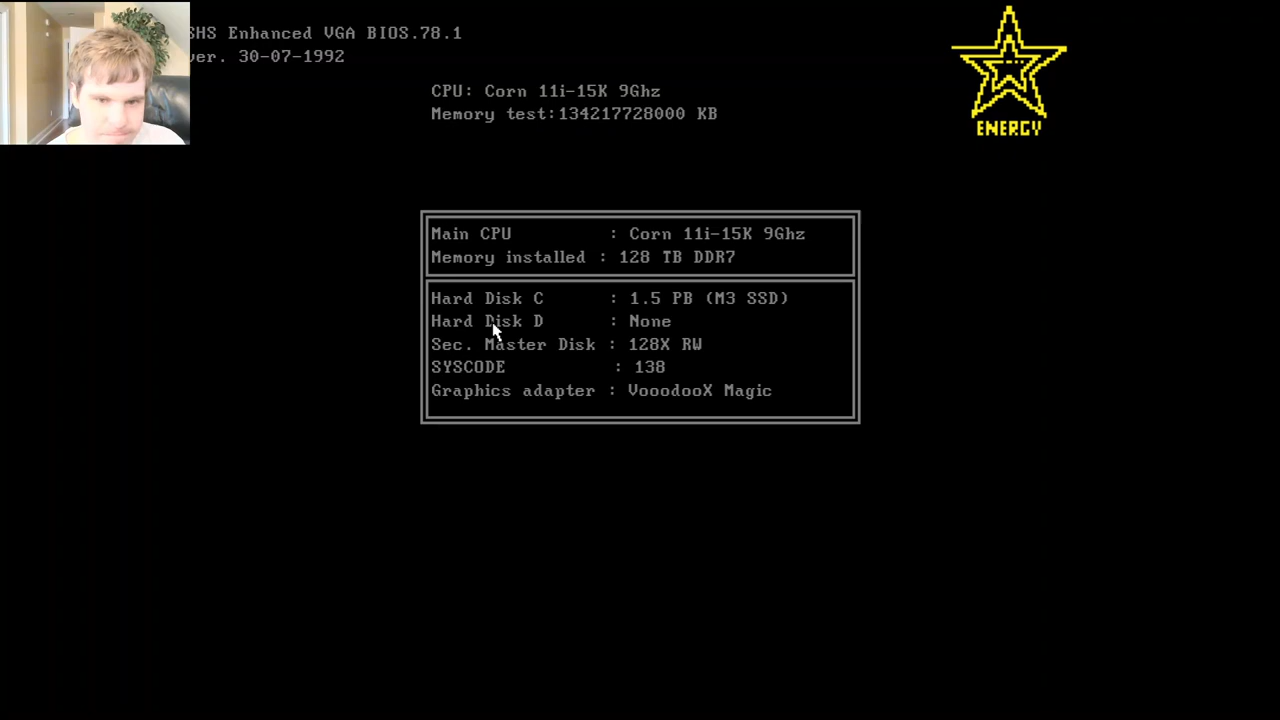 SHS Enhanced VGA BIOS.78.1
ver. 30-07-1992
CPU: Corn 11i-15K 9Ghz
Memory test:134217728000 KB
ENERGY
Main CPU : Corn 11i-15K 9Ghz
Memory installed : 128 TB DDR7
Hard Disk C : 1.5 PB (M3 SSD)
Hard Disk D : None
Sec. Master Disk : 128X RW
SYSCODE : 138
Graphics adapter : VooodooX Magic